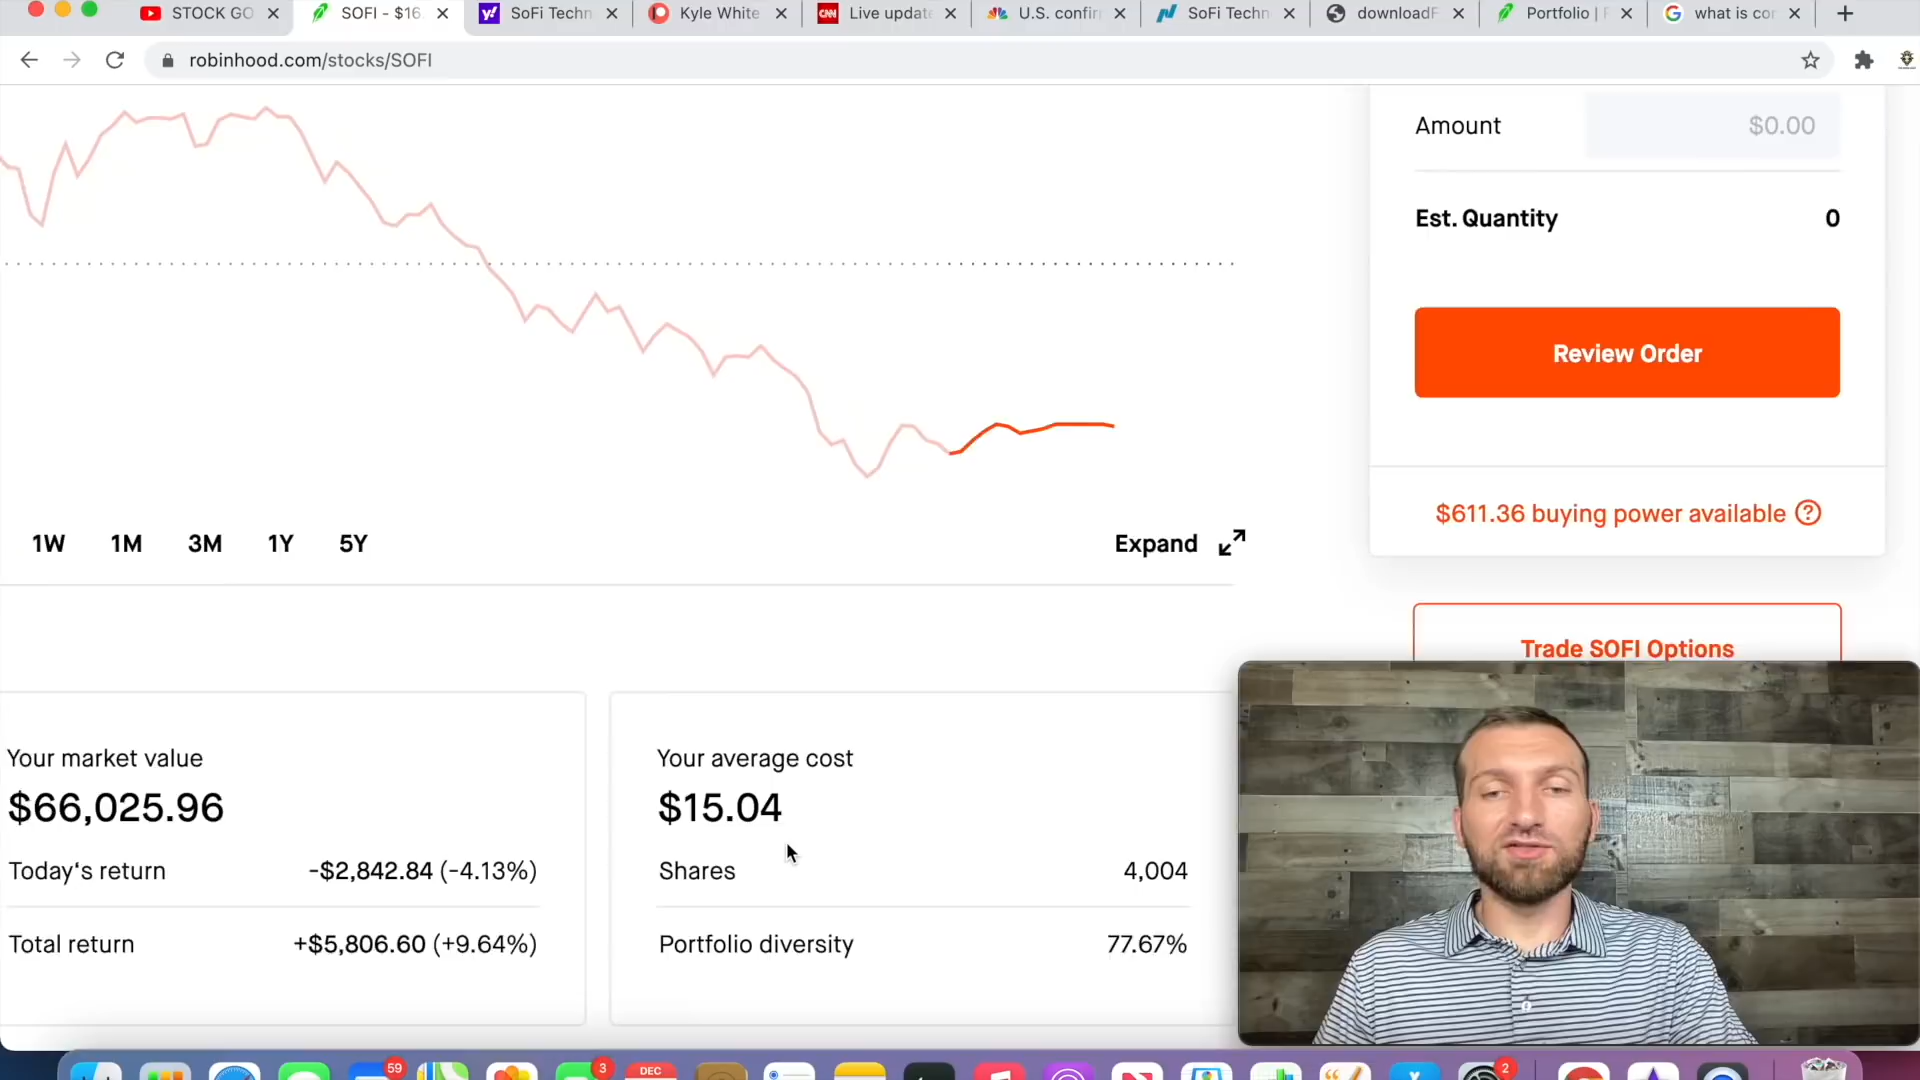 STOCK GO
SOFI - $16
SoFi Techn
Kyle White
CNN
Live update
U.S. confir
SoFi Techn
downloadF
Portfolio |
what is cor
robinhood.com/stocks/SOFI
Amount
$0.00
Est. Quantity
0
Review Order
$611.36 buying power available
1W
1M
3M
1Y
5Y
Expand
Trade SOFI Options
Your market value
$66,025.96
Today‘s return
-$2,842.84 (-4.13%)
Total return
+$5,806.60 (+9.64%)
Your average cost
$15.04
Shares
4,004
Portfolio diversity
77.67%
59
3
DEC
2